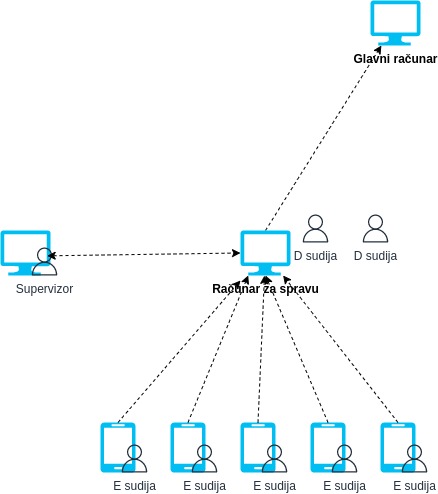 Glavni računar
D sudija
D sudija
Supervizor
Računar za spravu
E sudija
E sudija
E sudija
E sudija
E sudija